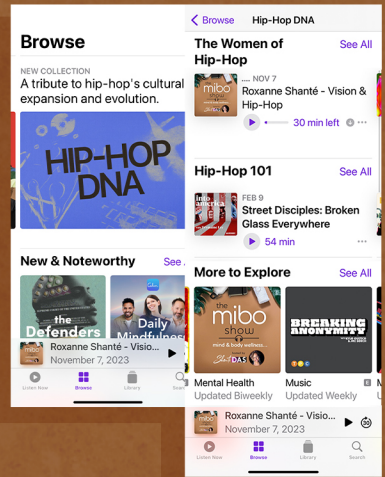 Browse
NEW COLLECTION
A tribute to hip-hop's cultural
expansion and evolution.
HIP-HOP
DNA
New & Noteworthy
See
the
Defenders
Daily
Mindfulness
Roxanne Shanté - Visio...
November 7, 2023
Listen Now
Browse
Library
Browse
Hip-Hop DNA
The Women of
Hip-Hop
See All
the
mibo
show
.... NOV 7
Roxanne Shanté - Vision &
Hip-Hop
30 min left
Hip-Hop 101
See All
into
america
FEB 9
Street Disciples: Broken
Glass Everywhere
54 min
More to Explore
See All
the
mibo
show
mind & body wellness...
DAS
BREAKING
ANONYMITY
Mental Health
Updated Biweekly
Music
E
Updated Weekly
mibo
Roxanne Shanté - Visio...
November 7, 2023
30
Listen Now
Browse
Library
Search